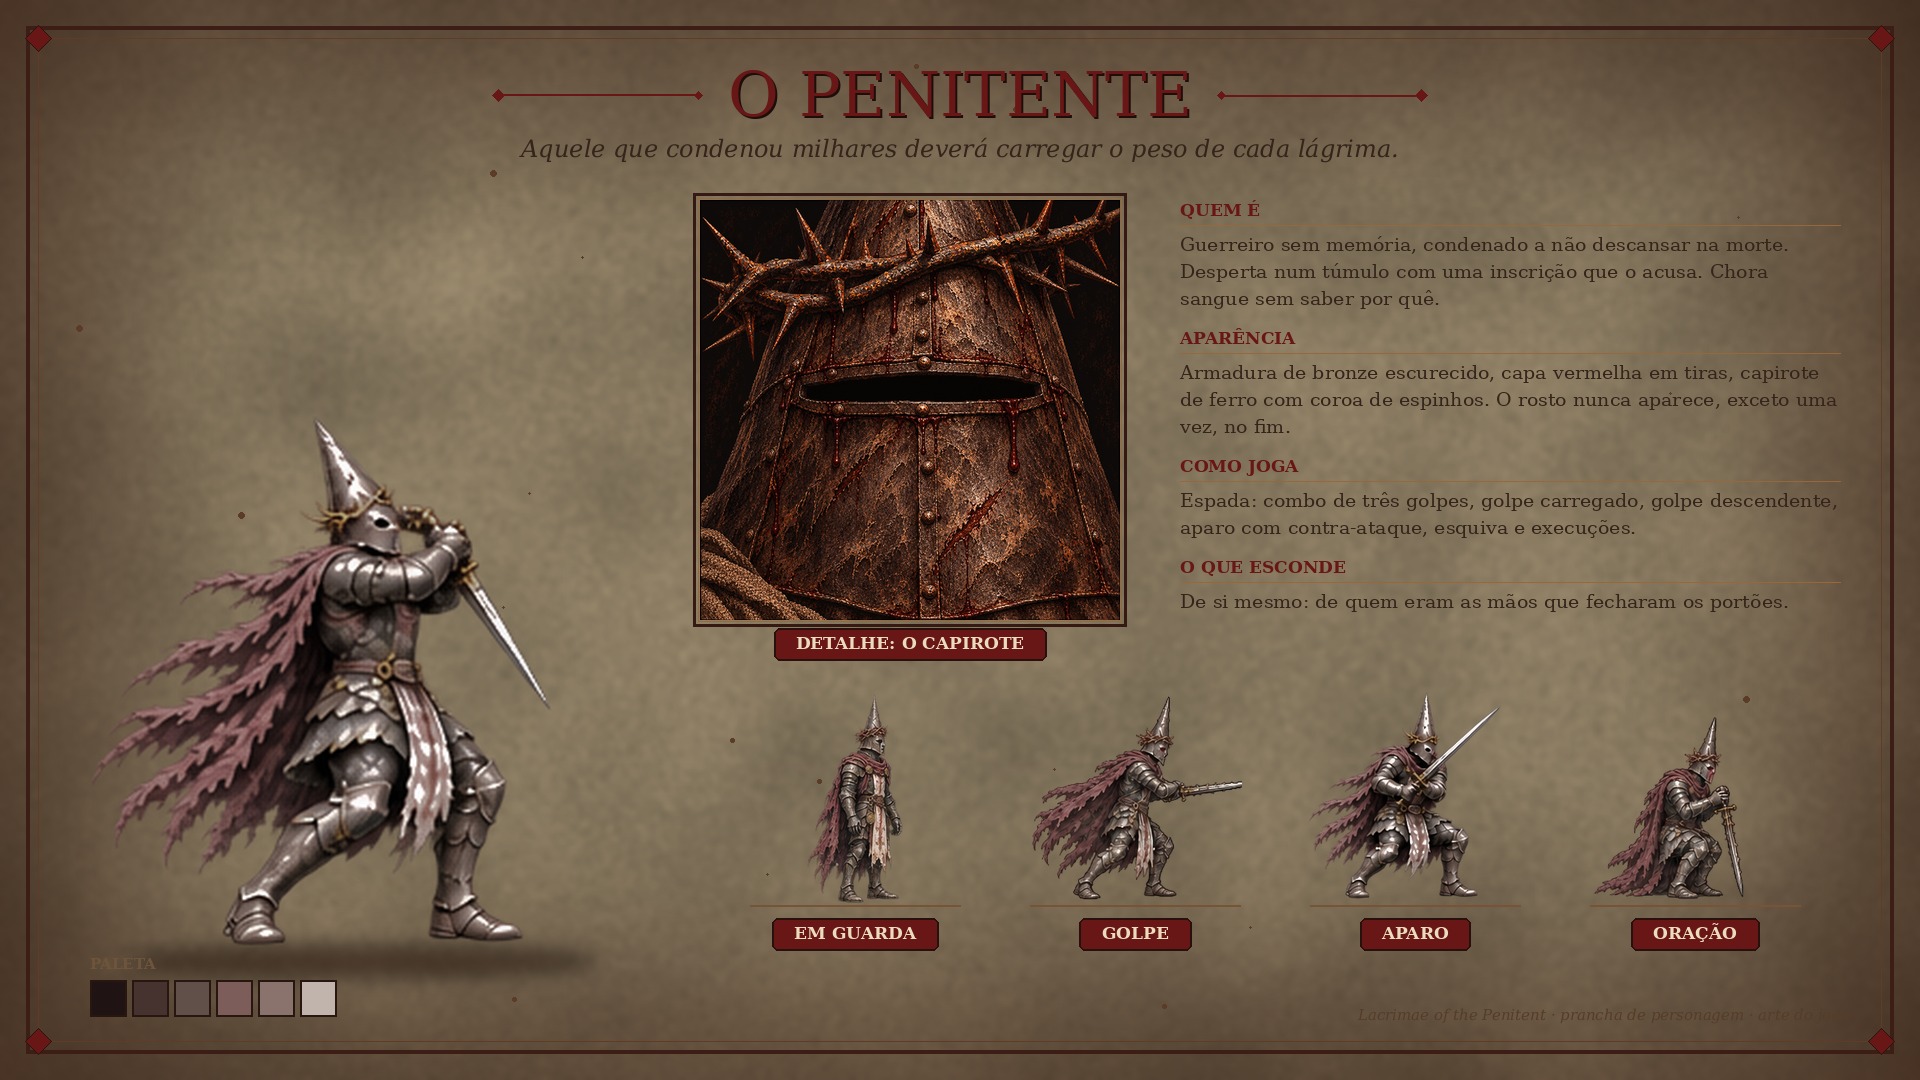 O PENITENTE
Aquele que condenou milhares deverá carregar o peso de cada lágrima.
QUEM É
Guerreiro sem memória, condenado a não descansar na morte.
Desperta num túmulo com uma inscrição que o acusa. Chora
sangue sem saber por quê.
APARÊNCIA
Armadura de bronze escurecido, capa vermelha em tiras, capirote
de ferro com coroa de espinhos. O rosto nunca aparece, exceto uma
vez, no fim.
COMO JOGA
Espada: combo de três golpes, golpe carregado, golpe descendente,
aparo com contra-ataque, esquiva e execuções.
O QUE ESCONDE
De si mesmo: de quem eram as mãos que fecharam os portões.
DETALHE: O CAPIROTE
EM GUARDA
GOLPE
APARO
ORAÇÃO
PALETA
Lacrimae of the Penitent · prancha de personagem · arte